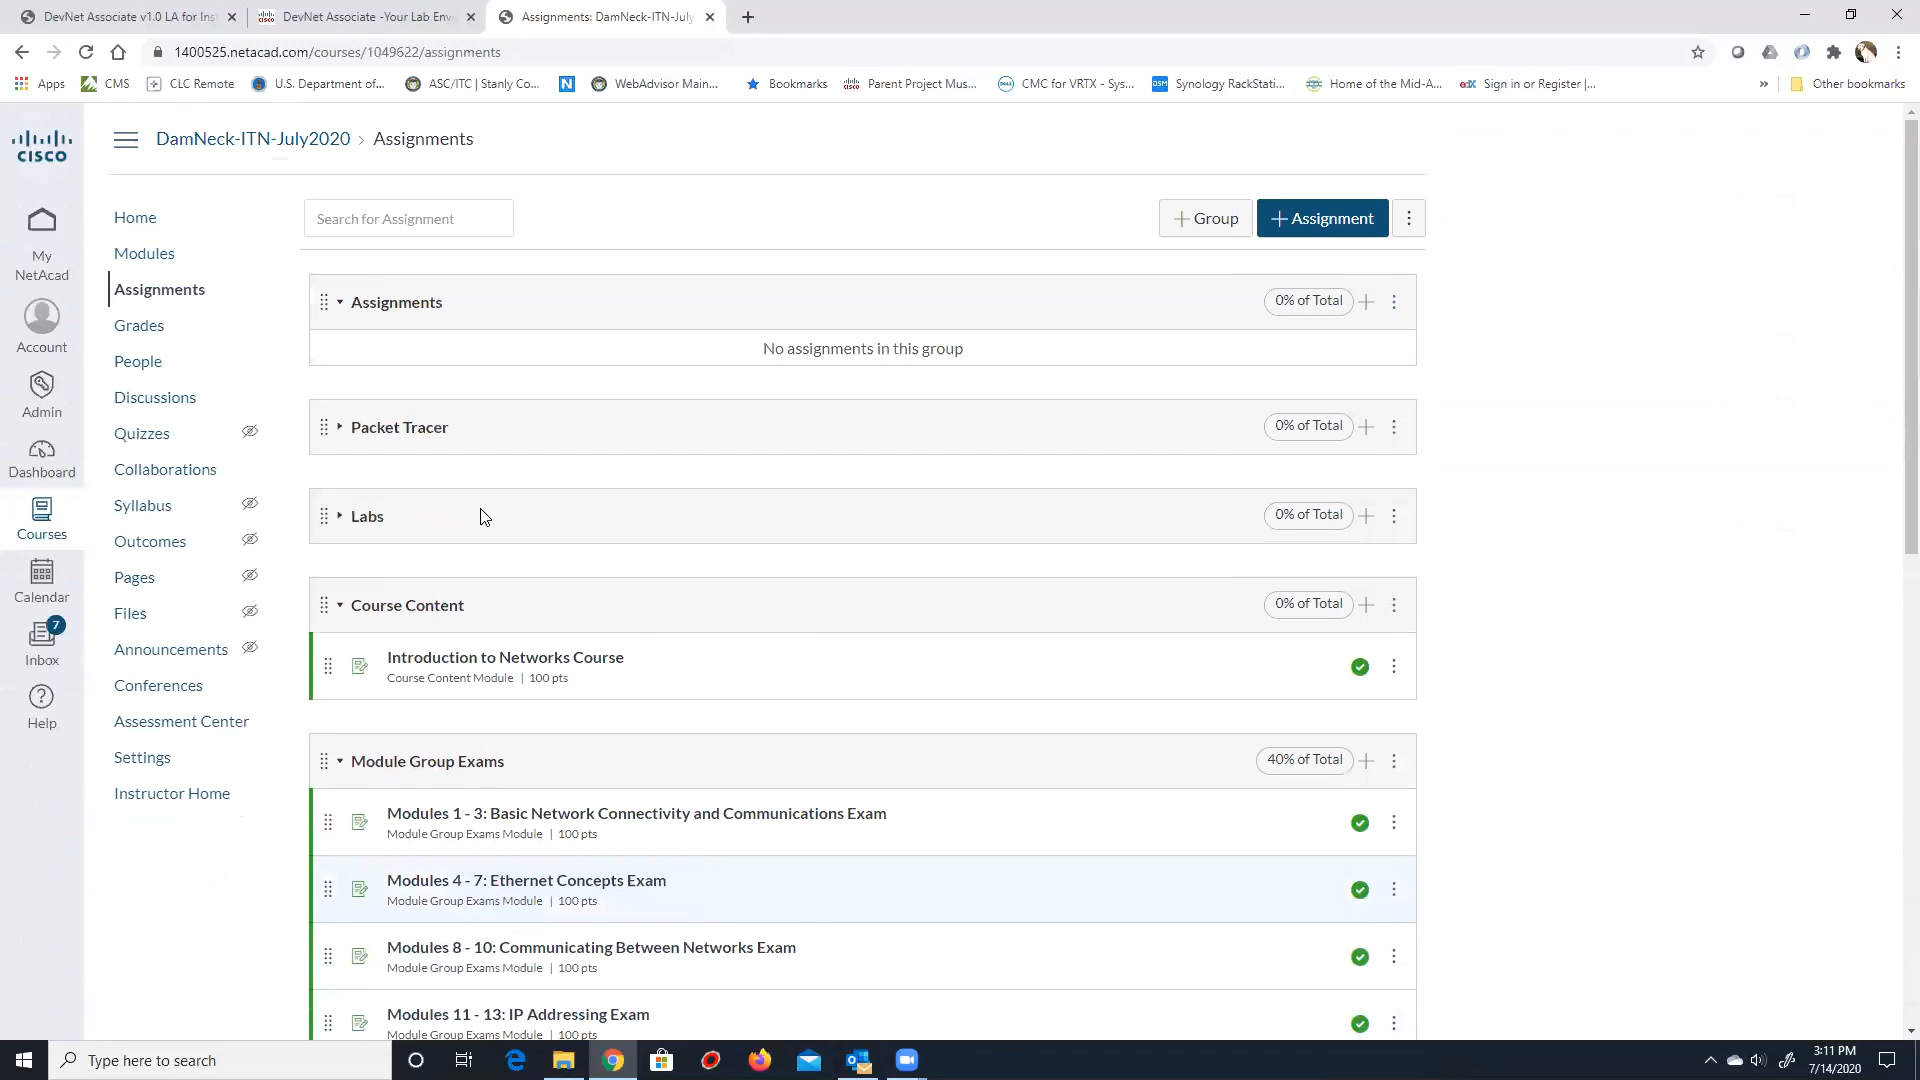 DevNet Associate v1.0 LA for Inst
DevNet Associate -Your Lab Envi
Assignments: DamNeck-ITN-July
1400525.netacad.com/courses/1049622/assignments
Apps
CMS
CLC Remote
U.S. Department of...
ASC/ITC | Stanly Co...
N
WebAdvisor Main...
Bookmarks
Parent Project Mus...
CMC for VRTX - Sys...
DSM
Synology RackStati...
Home of the Mid-A...
edX
Sign in or Register |...
»
Other bookmarks
CISCO
My NetAcad
Account
Admin
Dashboard
Courses
Calendar
7
Inbox
Help
DamNeck-ITN-July2020 › Assignments
Home
Modules
Assignments
Grades
People
Discussions
Quizzes
Collaborations
Syllabus
Outcomes
Pages
Files
Announcements
Conferences
Assessment Center
Settings
Instructor Home
Search for Assignment
+ Group
+ Assignment
Assignments
0% of Total
No assignments in this group
Packet Tracer
0% of Total
Labs
0% of Total
Course Content
0% of Total
Introduction to Networks Course
Course Content Module | 100 pts
Module Group Exams
40% of Total
Modules 1 - 3: Basic Network Connectivity and Communications Exam
Module Group Exams Module | 100 pts
Modules 4 - 7: Ethernet Concepts Exam
Module Group Exams Module | 100 pts
Modules 8 - 10: Communicating Between Networks Exam
Module Group Exams Module | 100 pts
Modules 11 - 13: IP Addressing Exam
Module Group Exams Module | 100 pts
Type here to search
3:11 PM
7/14/2020